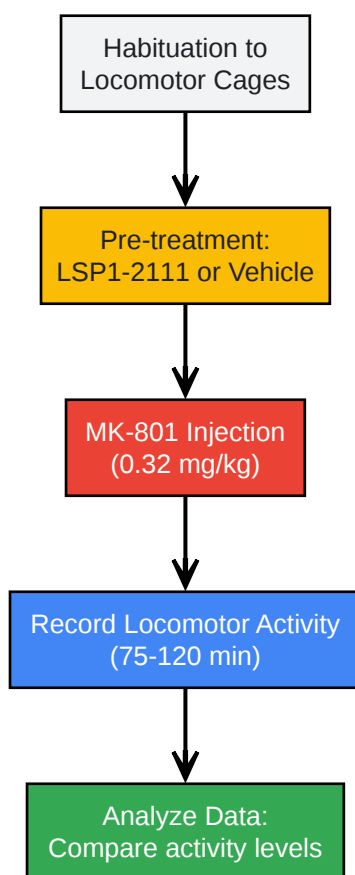 Habituation to
Locomotor Cages
Pre-treatment:
LSP1-2111 or Vehicle
MK-801 Injection
(0.32 mg/kg)
Record Locomotor Activity
(75-120 min)
Analyze Data:
Compare activity levels